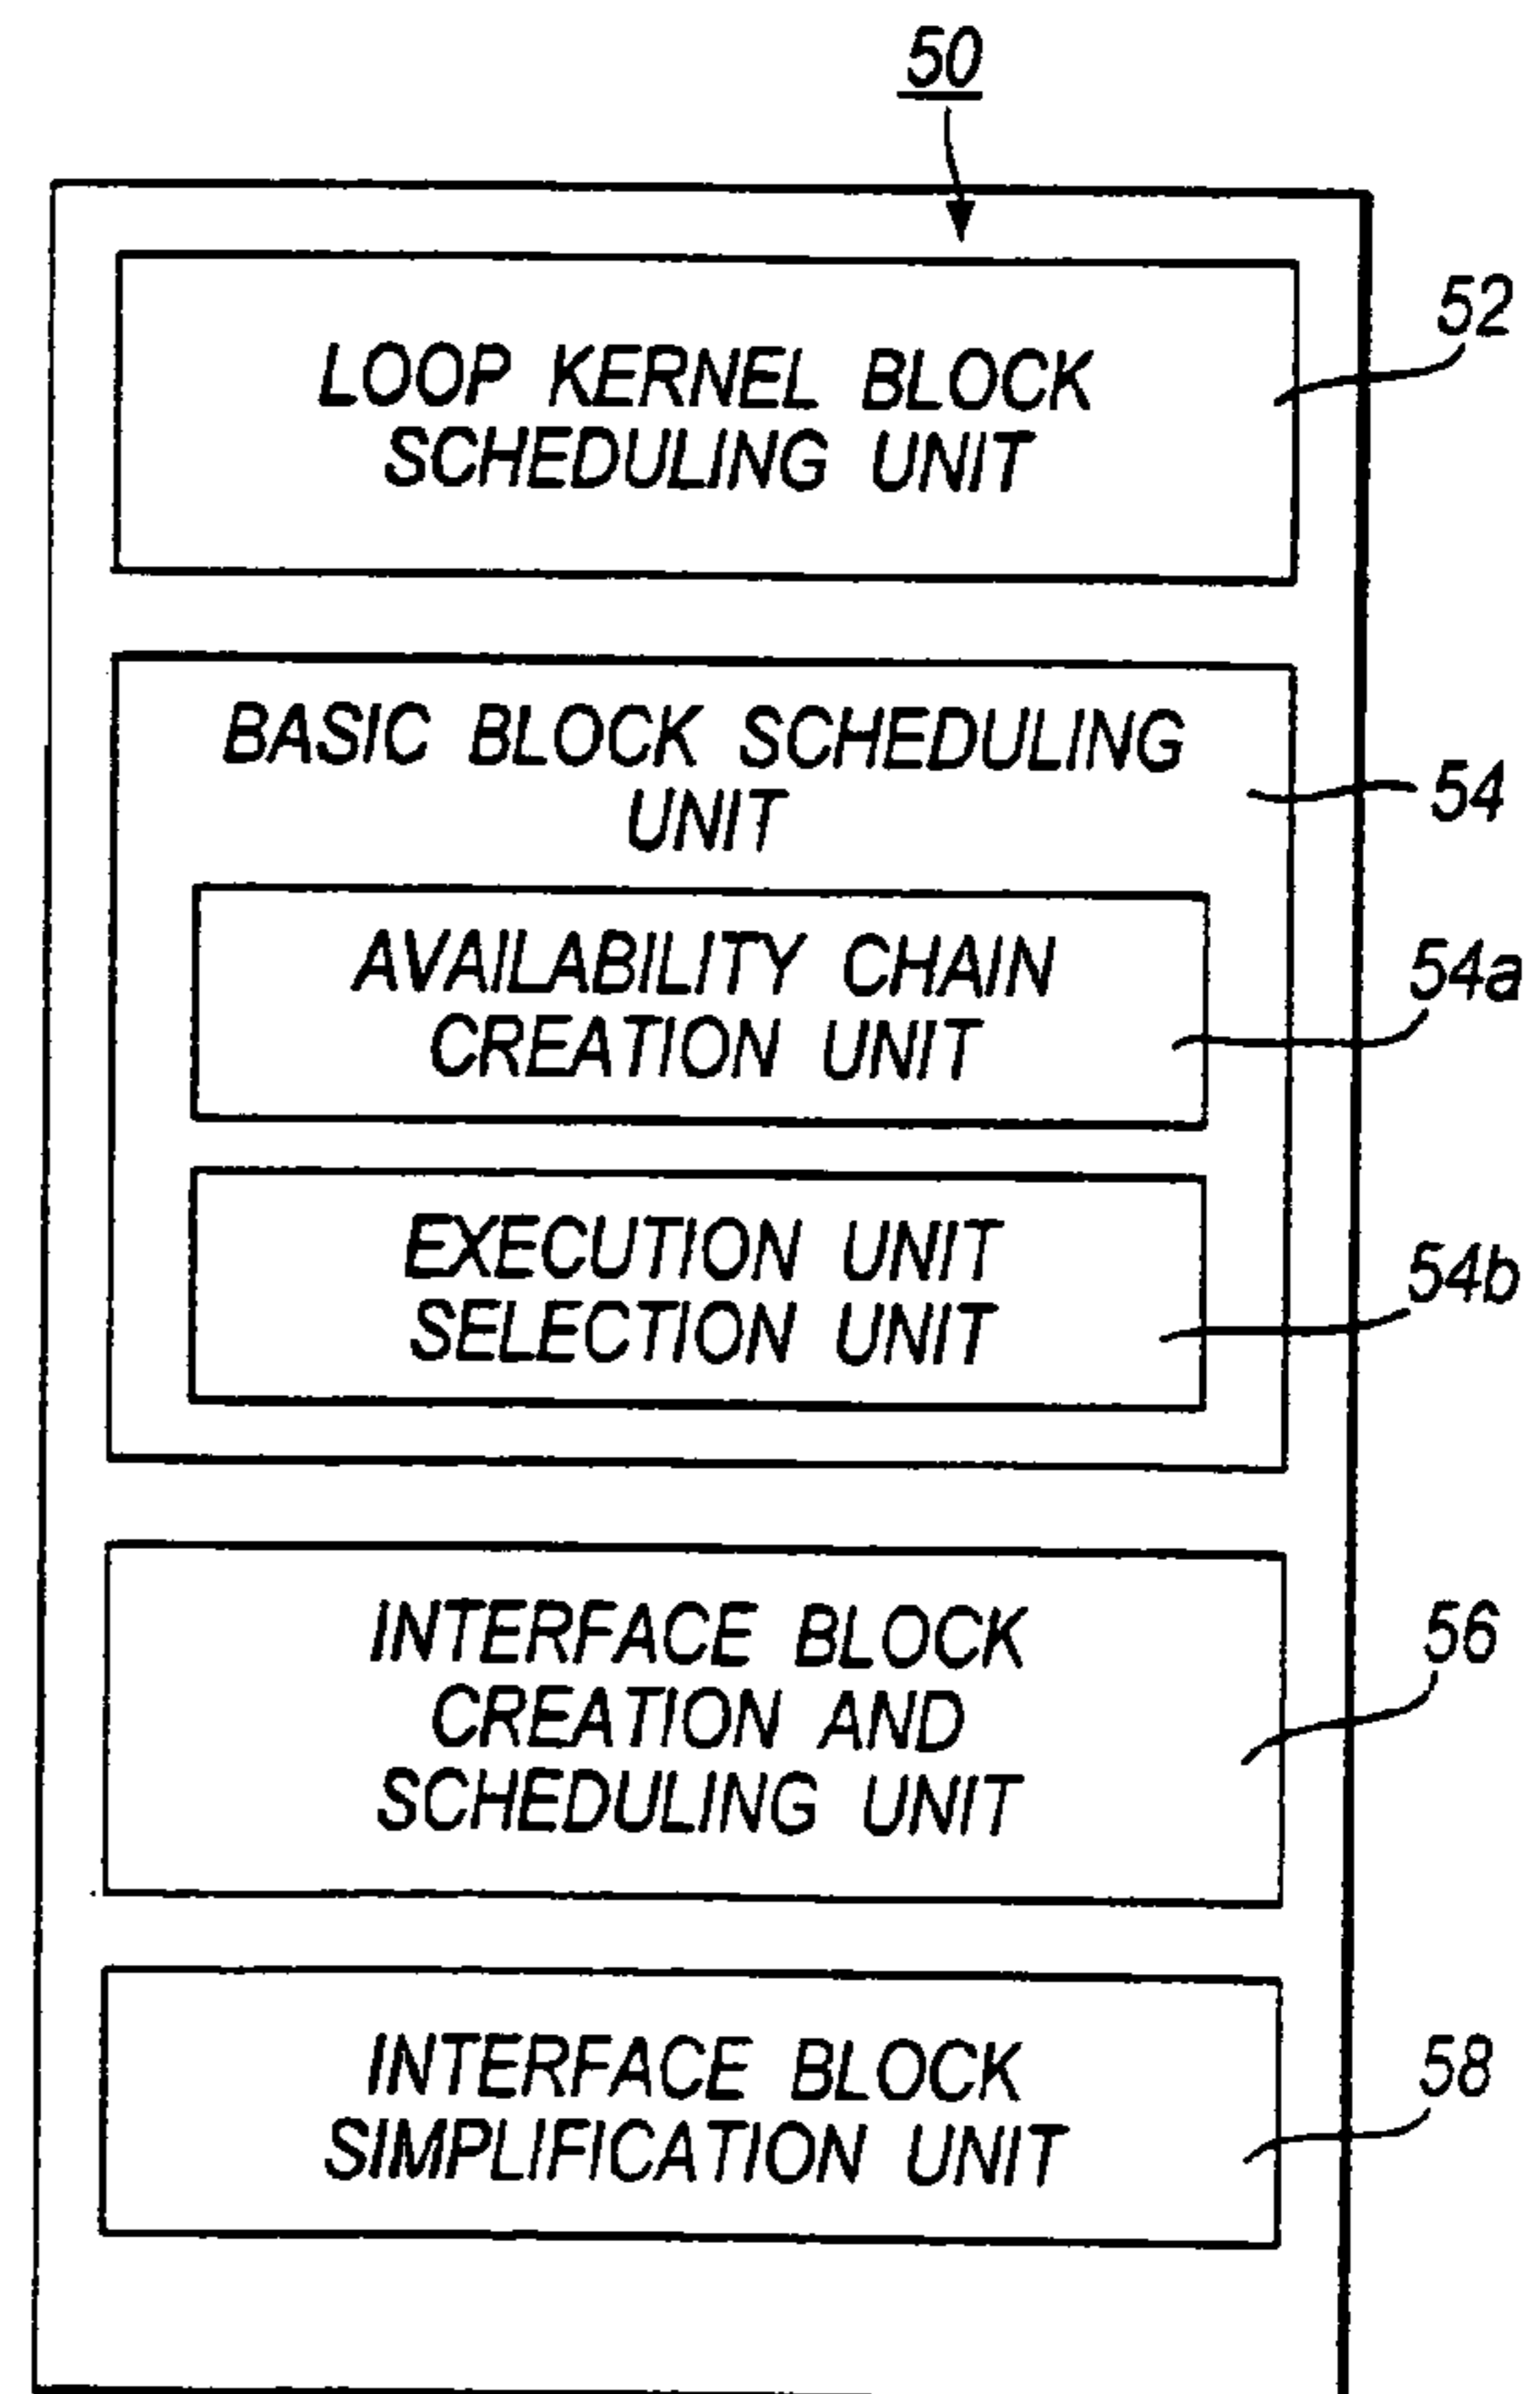 50
52
LOOP KERNEL BLOCK
SCHEDULING UNIT
BASIC BLOCK SCHEDULING
UNIT
54
AVAILABILITY CHAIN
CREATION UNIT
54a
EXECUTION UNIT
SELECTION UNIT
54b
INTERFACE BLOCK
CREATION AND
SCHEDULING UNIT
56
INTERFACE BLOCK
SIMPLIFICATION UNIT
58